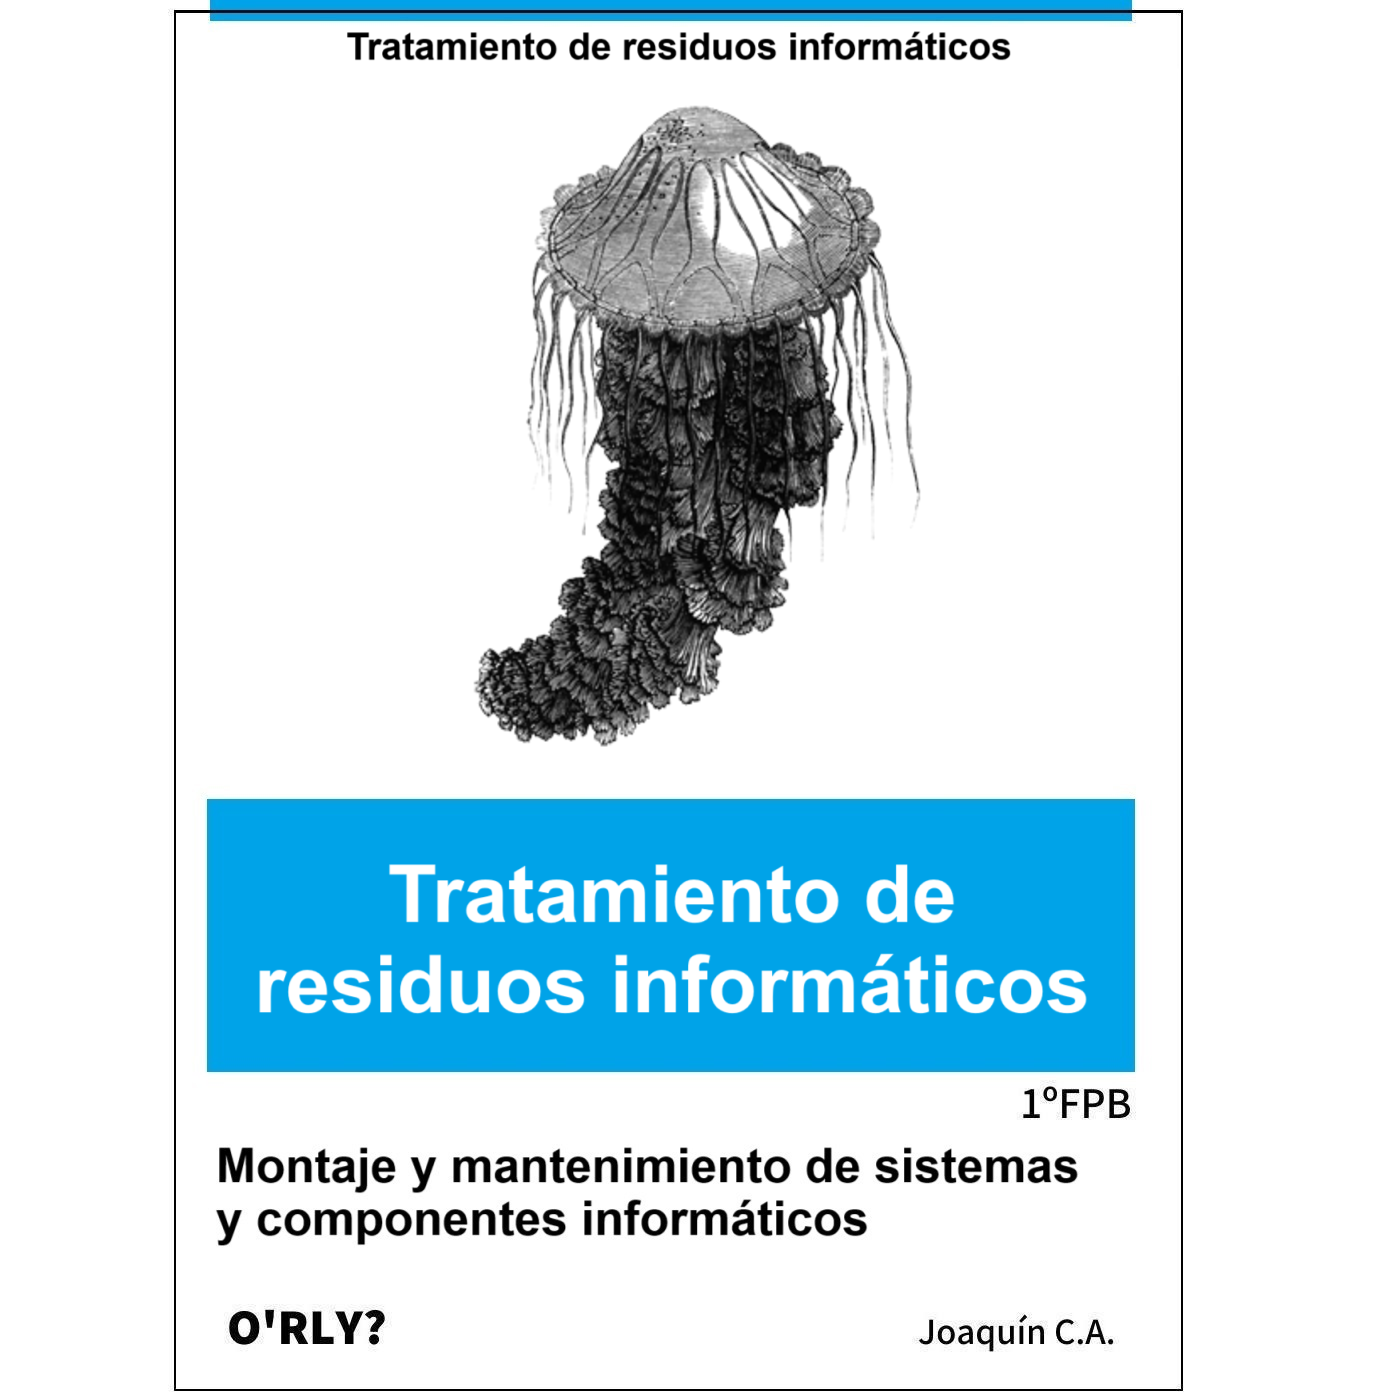 Tratamiento de residuos informáticos
Tratamiento de
residuos informáticos
1ºFPB
Montaje y mantenimiento de sistemas
y componentes informáticos
O'RLY?
Joaquín C.A.